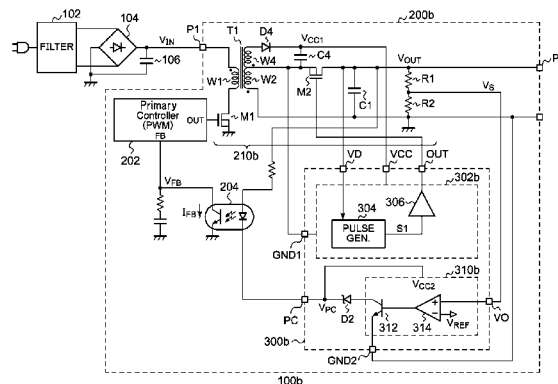 200b
102
104
FILTER
VIN
P1
T1
D4
VCC1
C4
W4
W1
W2
M2
C1
VOUT
R1
VS
R2
P
106
Primary
Controller
(PWM)
OUT
FB
M1
202
210b
VFB
204
IFB
VD
VCC
OUT
302b
306
304
PULSE
GEN.
S1
GND1
VCC2
310b
PC
VPC
D2
312
314
VREF
VO
300b
GND2
100b